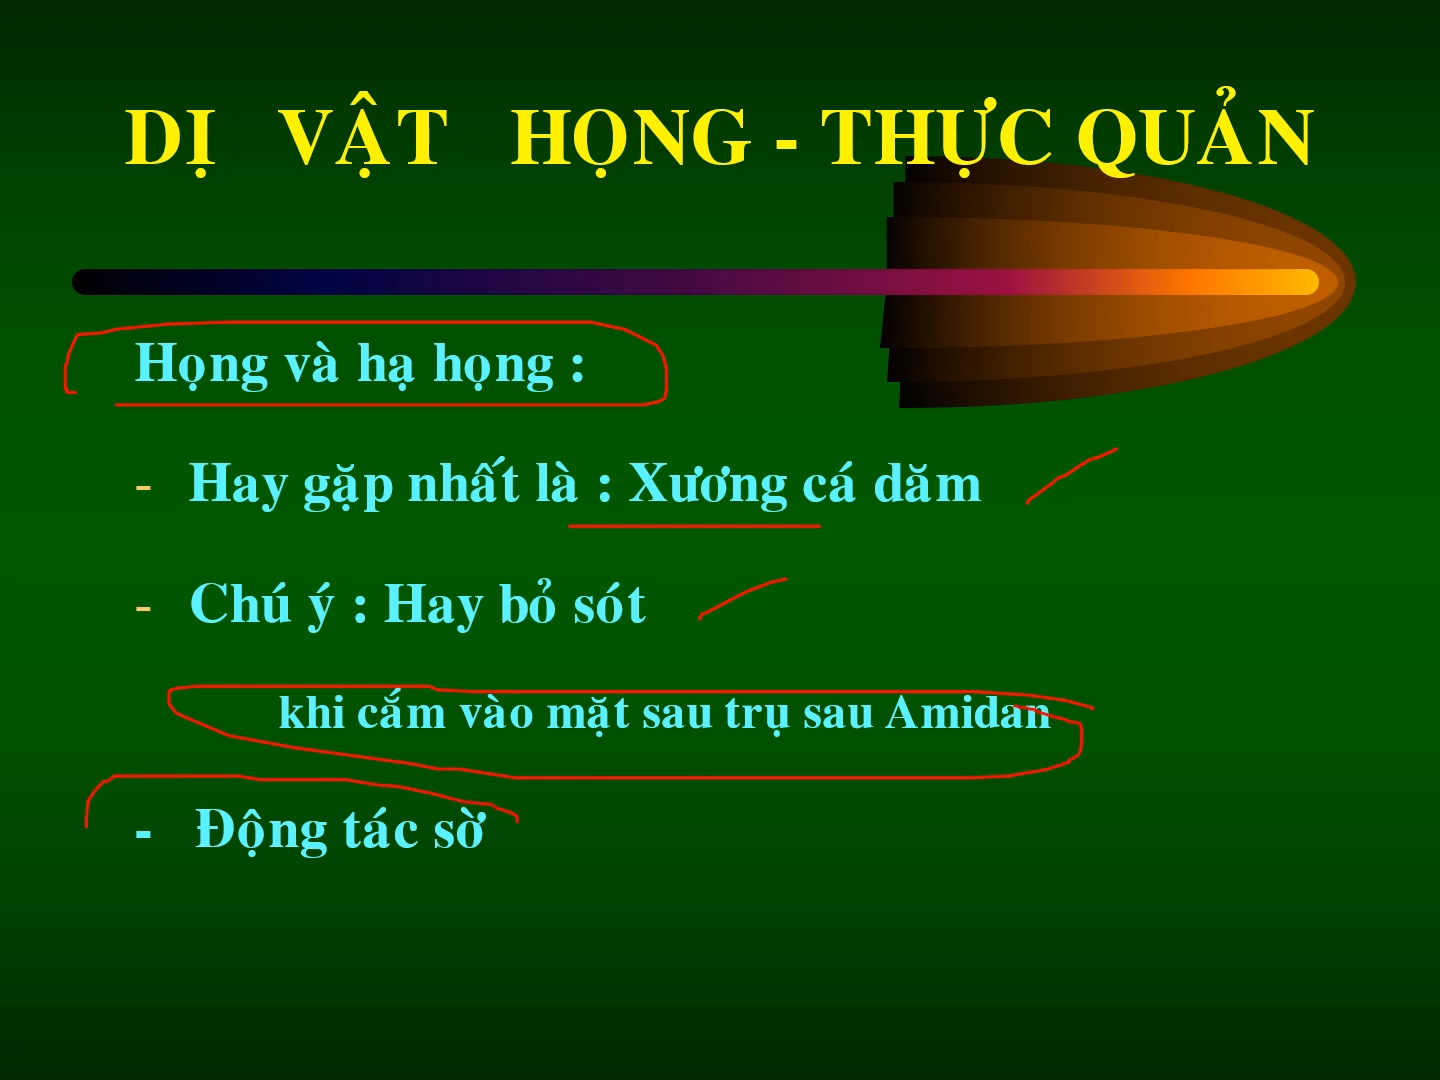 DỊ VẬT HỌNG - THỰC QUẢN
Họng và hạ họng :
- Hay gặp nhất là : Xương cá dăm
- Chú ý : Hay bỏ sót
khi cắm vào mặt sau trụ sau Amidan
- Động tác sờ